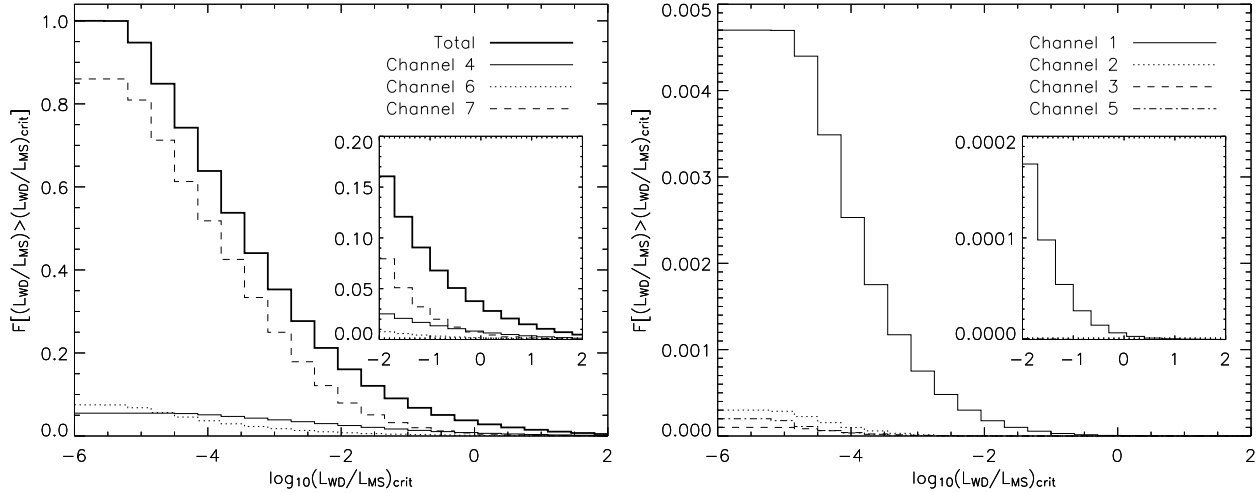 1.0
0.8
0.6
0.4
0.2
0.0
F[(LWD/LMS)>(LWD/LMS)crit]
Total
Channel 4
Channel 6
Channel 7
0.20
0.15
0.10
0.05
0.00
-2 -1 0 1 2
-6 -4 -2 0 2
log10(LWD/LMS)crit
0.005
0.004
0.003
0.002
0.001
0.000
F[(LWD/LMS)>(LWD/LMS)crit]
Channel 1
Channel 2
Channel 3
Channel 5
0.0002
0.0001
0.0000
-2 -1 0 1 2
-6 -4 -2 0 2
log10(LWD/LMS)crit